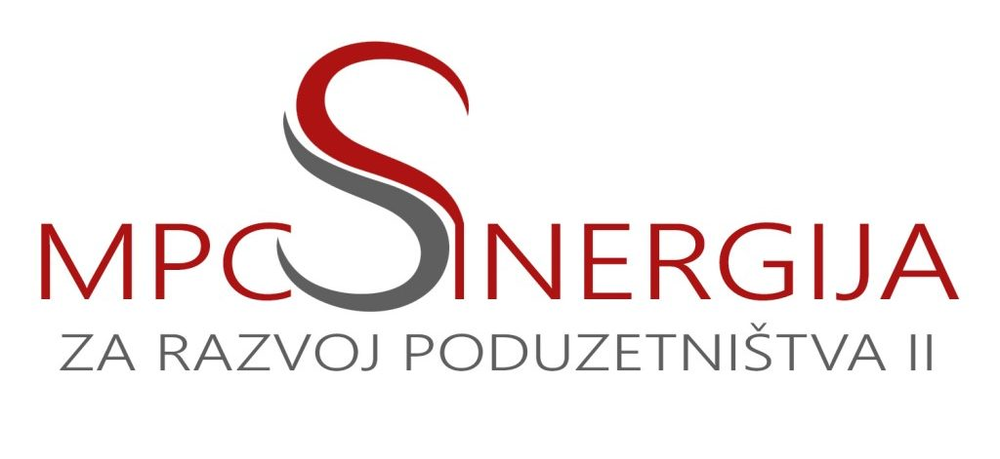 MPC SINERGIJA
ZA RAZVOJ PODUZETNIŠTVA II